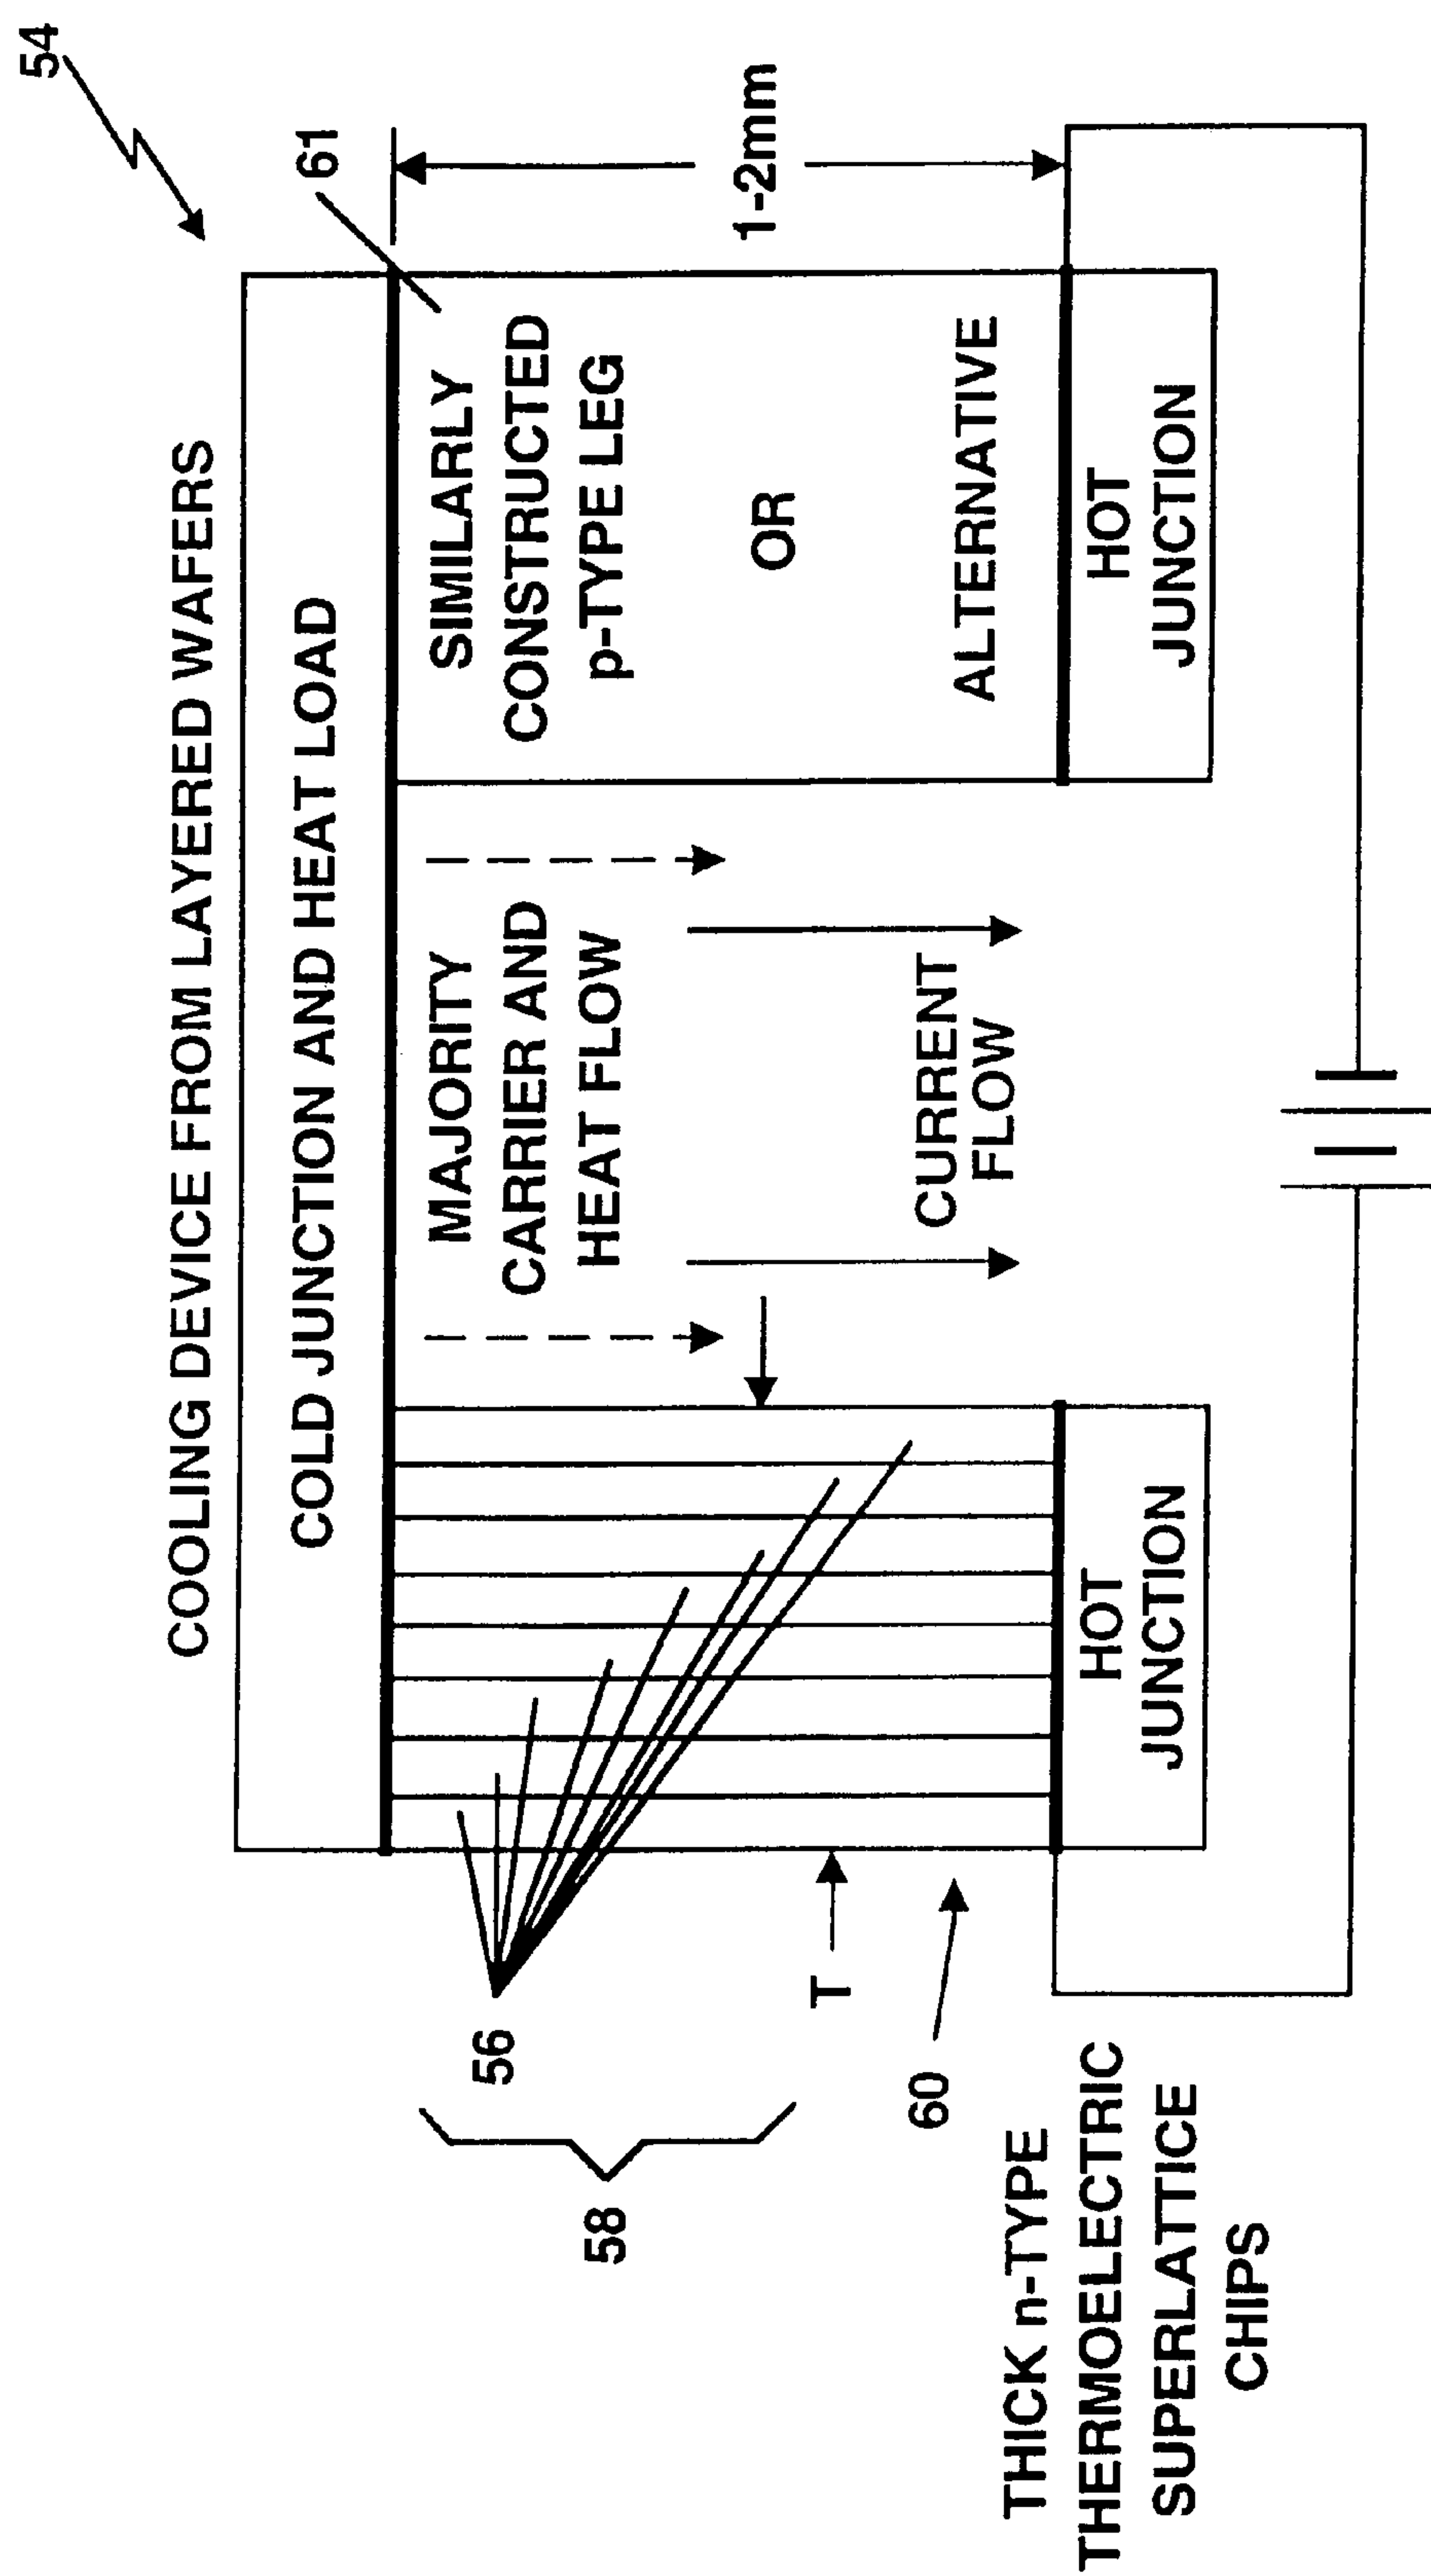 54
COOLING DEVICE FROM LAYERED WAFERS
COLD JUNCTION AND HEAT LOAD
61
56
58
MAJORITY
CARRIER AND
HEAT FLOW
SIMILARLY
CONSTRUCTED
p-TYPE LEG
OR
ALTERNATIVE
1-2mm
T
60
CURRENT
FLOW
THICK n-TYPE
THERMOELECTRIC
SUPERLATTICE
CHIPS
HOT
JUNCTION
HOT
JUNCTION